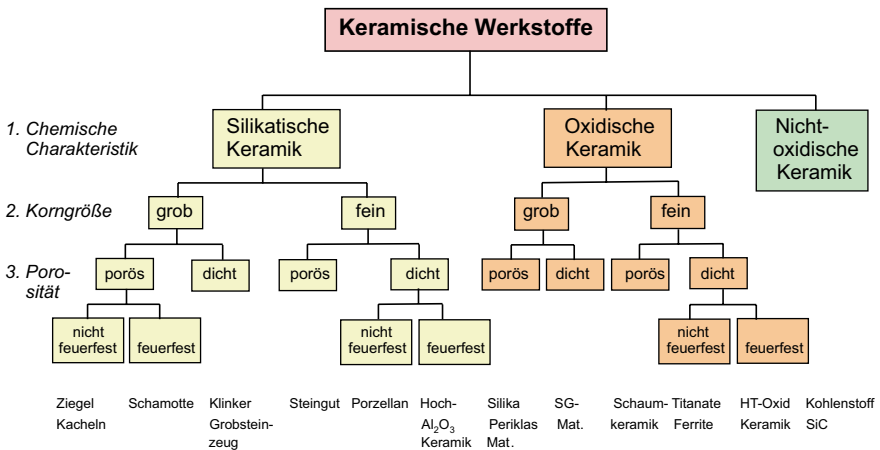 Keramische Werkstoffe
1. Chemische
Charakteristik
Silikatische
Keramik
Oxidische
Keramik
Nicht-
oxidische
Keramik
2. Korngröße
grob
fein
grob
fein
3. Poro-
sität
porös
dicht
porös
dicht
porös
dicht
porös
dicht
nicht
feuerfest
feuerfest
nicht
feuerfest
feuerfest
nicht
feuerfest
feuerfest
Ziegel
Kacheln
Schamotte
Klinker
Grobstein-
zeug
Steingut
Porzellan
Hoch-
Al₂O₃
Keramik
Silika
Periklas
Mat.
SG-
Mat.
Schaum-
keramik
Titanate
Ferrite
HT-Oxid
Keramik
Kohlenstoff
SiC